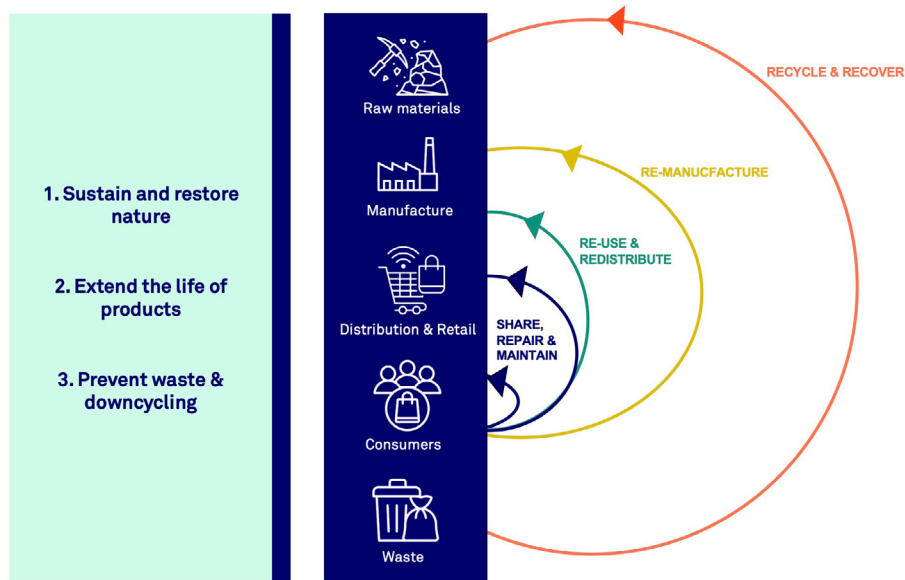 1. Sustain and restore
nature
2. Extend the life of
products
3. Prevent waste &
downcycling
Raw materials
Manufacture
Distribution & Retail
Consumers
Waste
RECYCLE & RECOVER
RE-MANUCFACTURE
RE-USE &
REDISTRIBUTE
SHARE,
REPAIR &
MAINTAIN